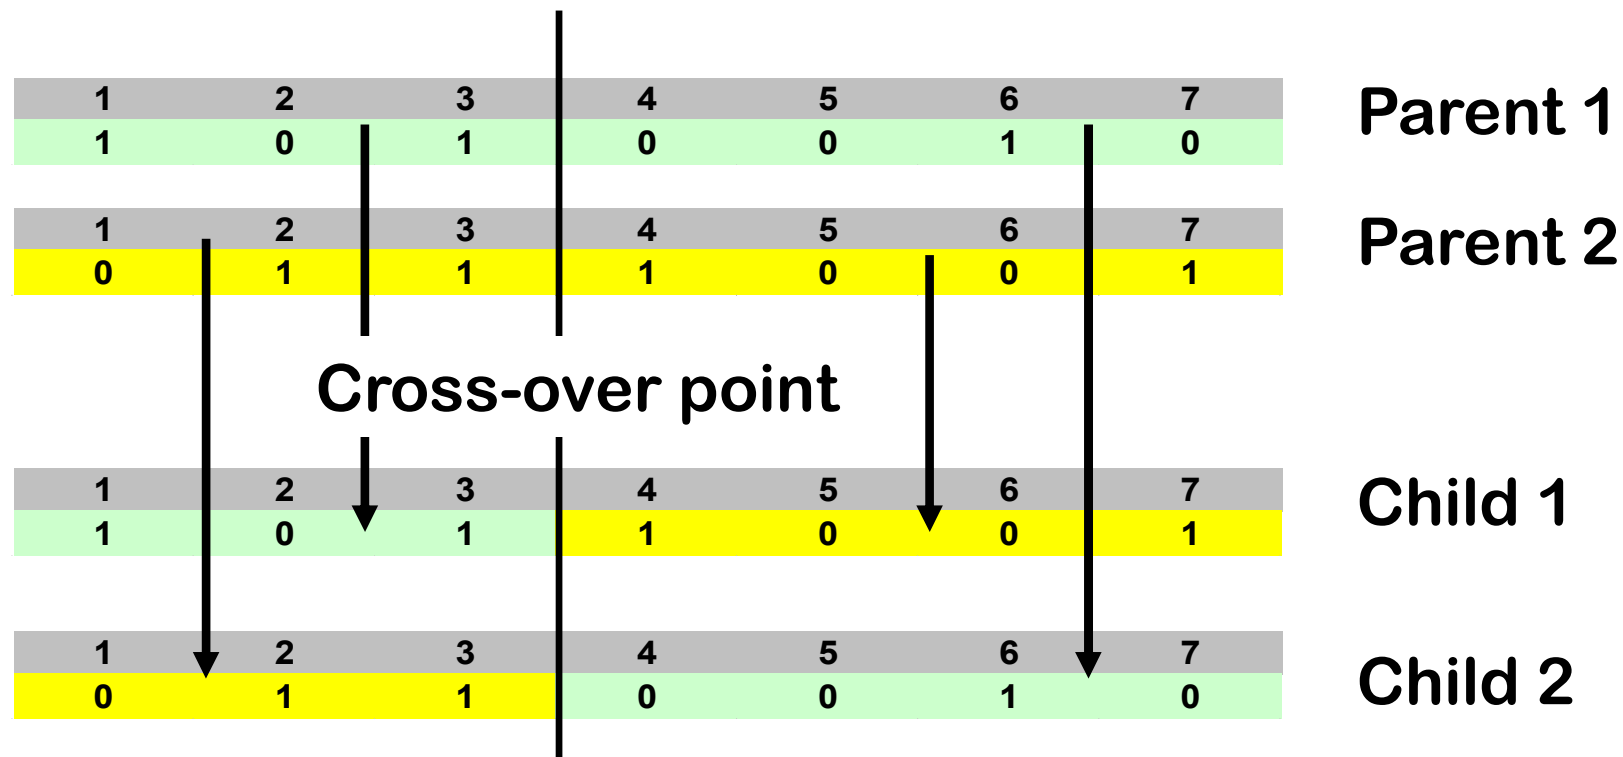 1 2 3 4 5 6 7
1 0 1 0 0 1 0
Parent 1
1 2 3 4 5 6 7
0 1 1 1 0 0 1
Parent 2
Cross-over point
1 2 3 4 5 6 7
1 0 1 1 0 0 1
Child 1
1 2 3 4 5 6 7
0 1 1 0 0 1 0
Child 2